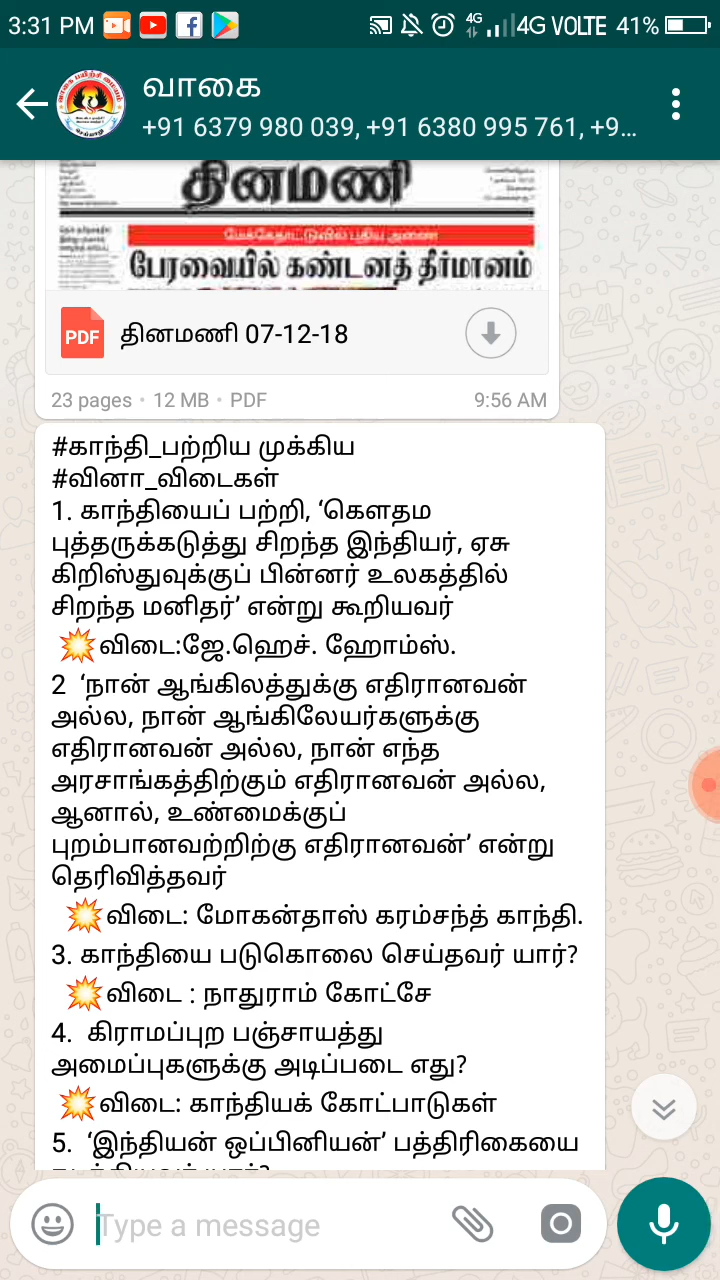 3:31 PM 4G 4G VOLTE 41%
வாகை
+91 6379 980 039, +91 6380 995 761, +9...
தினமணி
மேக்கேதாட்டுவில் புதிய அணை
பேரவையில் கண்டனத் தீர்மானம்
PDF தினமணி 07-12-18
23 pages • 12 MB • PDF 9:56 AM
#காந்தி_பற்றிய முக்கிய
#வினா_விடைகள்
1. காந்தியைப் பற்றி, ‘கௌதம
புத்தருக்கடுத்து சிறந்த இந்தியர், ஏசு
கிறிஸ்துவுக்குப் பின்னர் உலகத்தில்
சிறந்த மனிதர்’ என்று கூறியவர்
💥விடை:ஜே.ஹெச். ஹோம்ஸ்.
2 ‘நான் ஆங்கிலத்துக்கு எதிரானவன்
அல்ல, நான் ஆங்கிலேயர்களுக்கு
எதிரானவன் அல்ல, நான் எந்த
அரசாங்கத்திற்கும் எதிரானவன் அல்ல,
ஆனால், உண்மைக்குப்
புறம்பானவற்றிற்கு எதிரானவன்’ என்று
தெரிவித்தவர்
💥விடை: மோகன்தாஸ் கரம்சந்த் காந்தி.
3. காந்தியை படுகொலை செய்தவர் யார்?
💥விடை : நாதுராம் கோட்சே
4. கிராமப்புற பஞ்சாயத்து
அமைப்புகளுக்கு அடிப்படை எது?
💥விடை: காந்தியக் கோட்பாடுகள்
5. ‘இந்தியன் ஒப்பினியன்’ பத்திரிகையை
Type a message